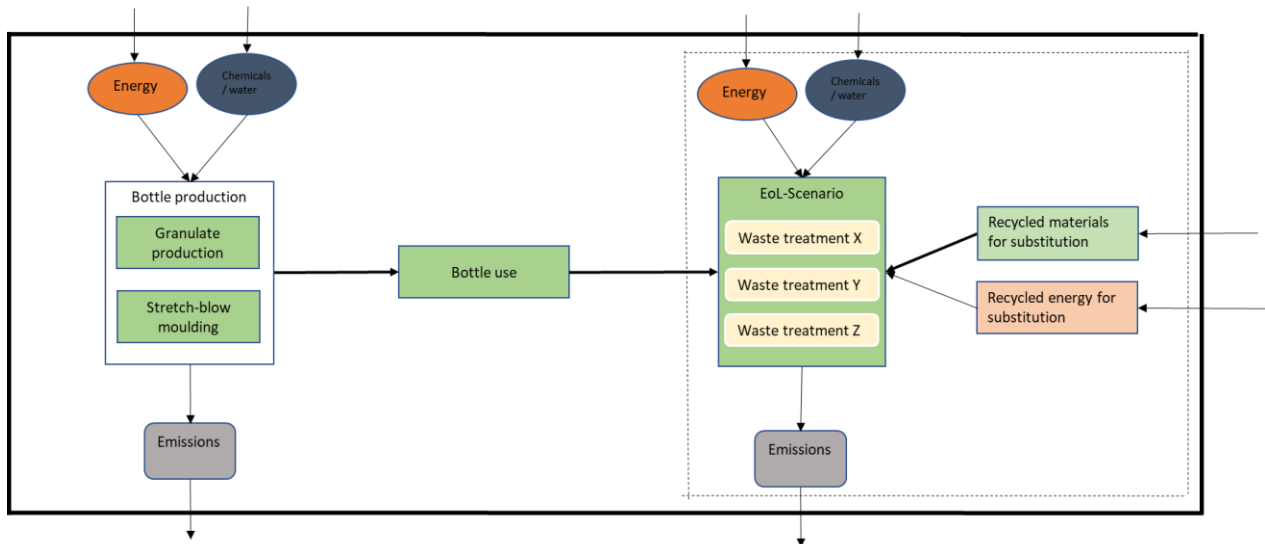 Energy
Chemicals
/ water
Bottle production
Granulate
production
Stretch-blow
moulding
Emissions
Bottle use
Energy
Chemicals
/ water
EoL-Scenario
Waste treatment X
Waste treatment Y
Waste treatment Z
Emissions
Recycled materials
for substitution
Recycled energy for
substitution